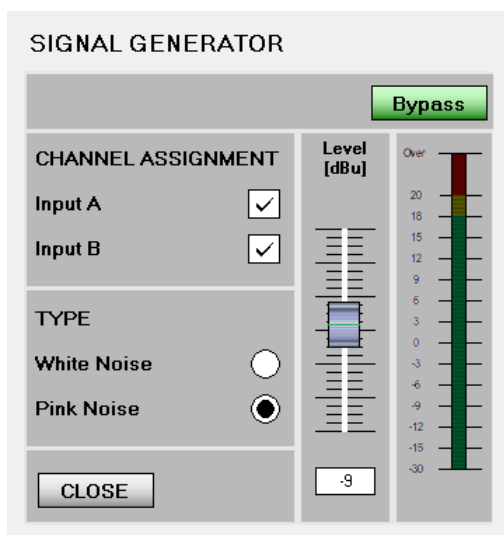 SIGNAL GENERATOR
Bypass
CHANNEL ASSIGNMENT
Input A
Input B
TYPE
White Noise
Pink Noise
CLOSE
Level
[dBu]
-9
Over
20
18
15
12
9
6
3
0
-3
-6
-9
-12
-15
-30